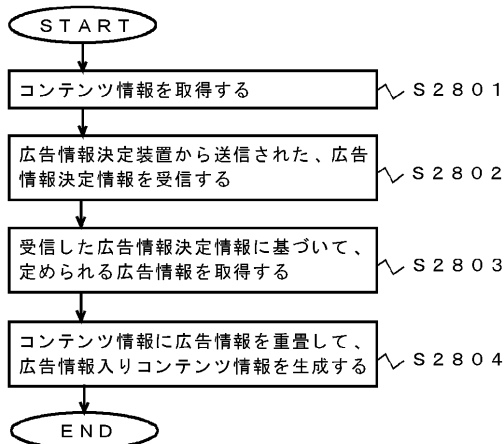 ＳＴＡＲＴ
コンテンツ情報を取得する
Ｓ２８０１
広告情報決定装置から送信された、広告
情報決定情報を受信する
Ｓ２８０２
受信した広告情報決定情報に基づいて、
定められる広告情報を取得する
Ｓ２８０３
コンテンツ情報に広告情報を重畳して、
広告情報入りコンテンツ情報を生成する
Ｓ２８０４
ＥＮＤ